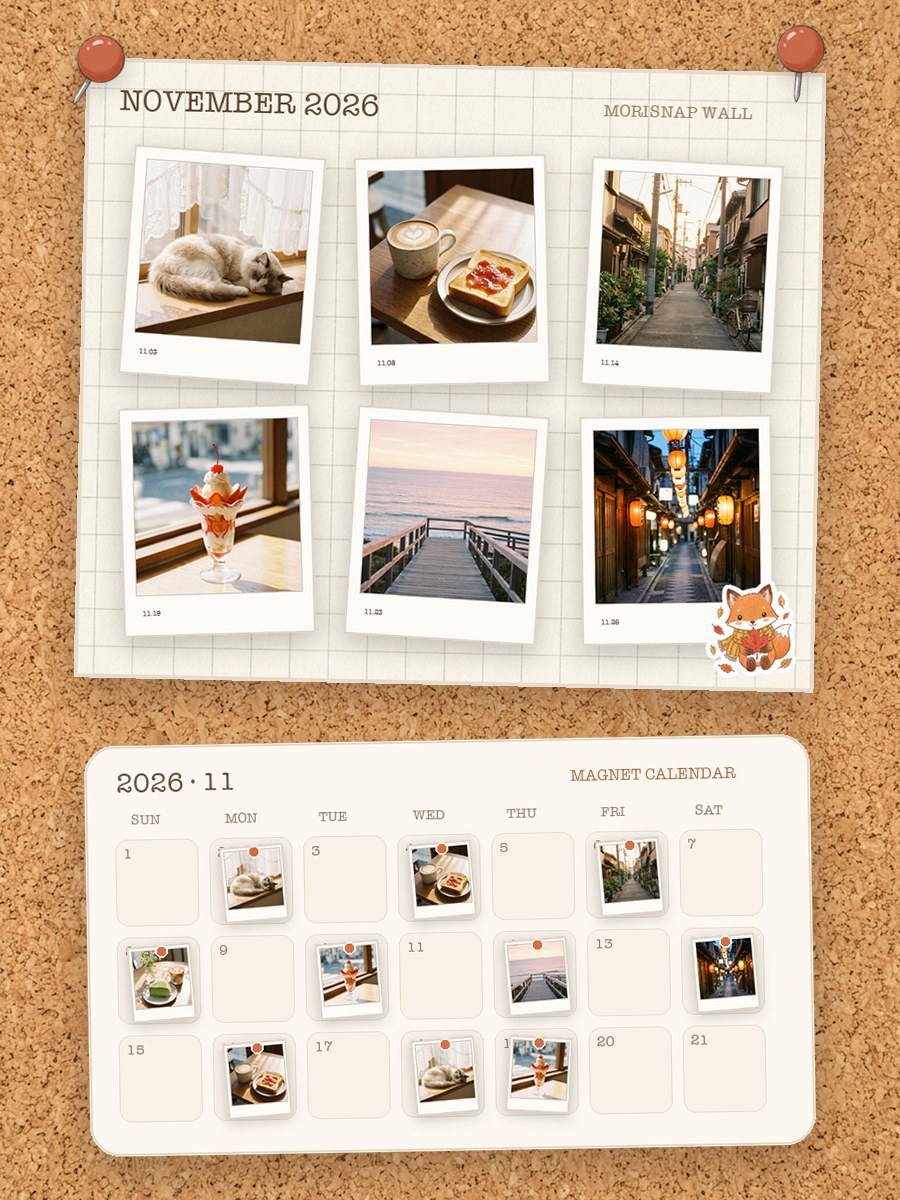 NOVEMBER 2026
MORISNAP WALL
11.03
11.08
11.14
11.19
11.23
11.26
2026·11
MAGNET CALENDAR
SUN MON TUE WED THU FRI SAT
1 3 5 7
9 11 13
15 17 20 21